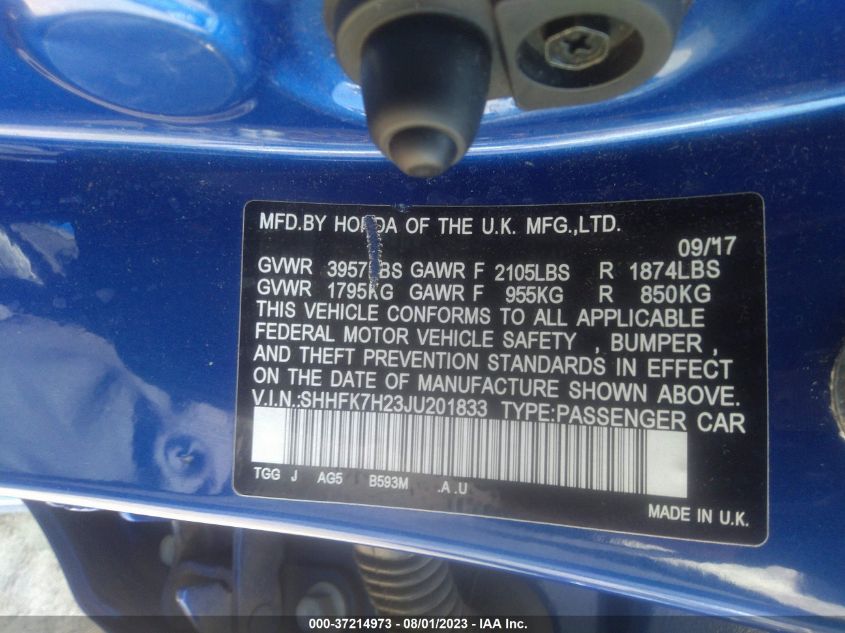 MFD.BY HONDA OF THE U.K. MFG.,LTD.
09/'17
GVWR 3957LBS GAWR F 2105LBS R 1874LBS
GVWR 1795KG GAWR F 955KG R 850KG
THIS VEHICLE CONFORMS TO ALL APPLICABLE
FEDERAL MOTOR VEHICLE SAFETY , BUMPER ,
AND THEFT PREVENTION STANDARDS IN EFFECT
ON THE DATE OF MANUFACTURE SHOWN ABOVE.
V.I.N.:SHHFK7H23JU201833 TYPE:PASSENGER CAR
TGG J AG5 B593M .A .U
MADE IN U.K.
000-37214973 - 08/01/2023 - IAA Inc.